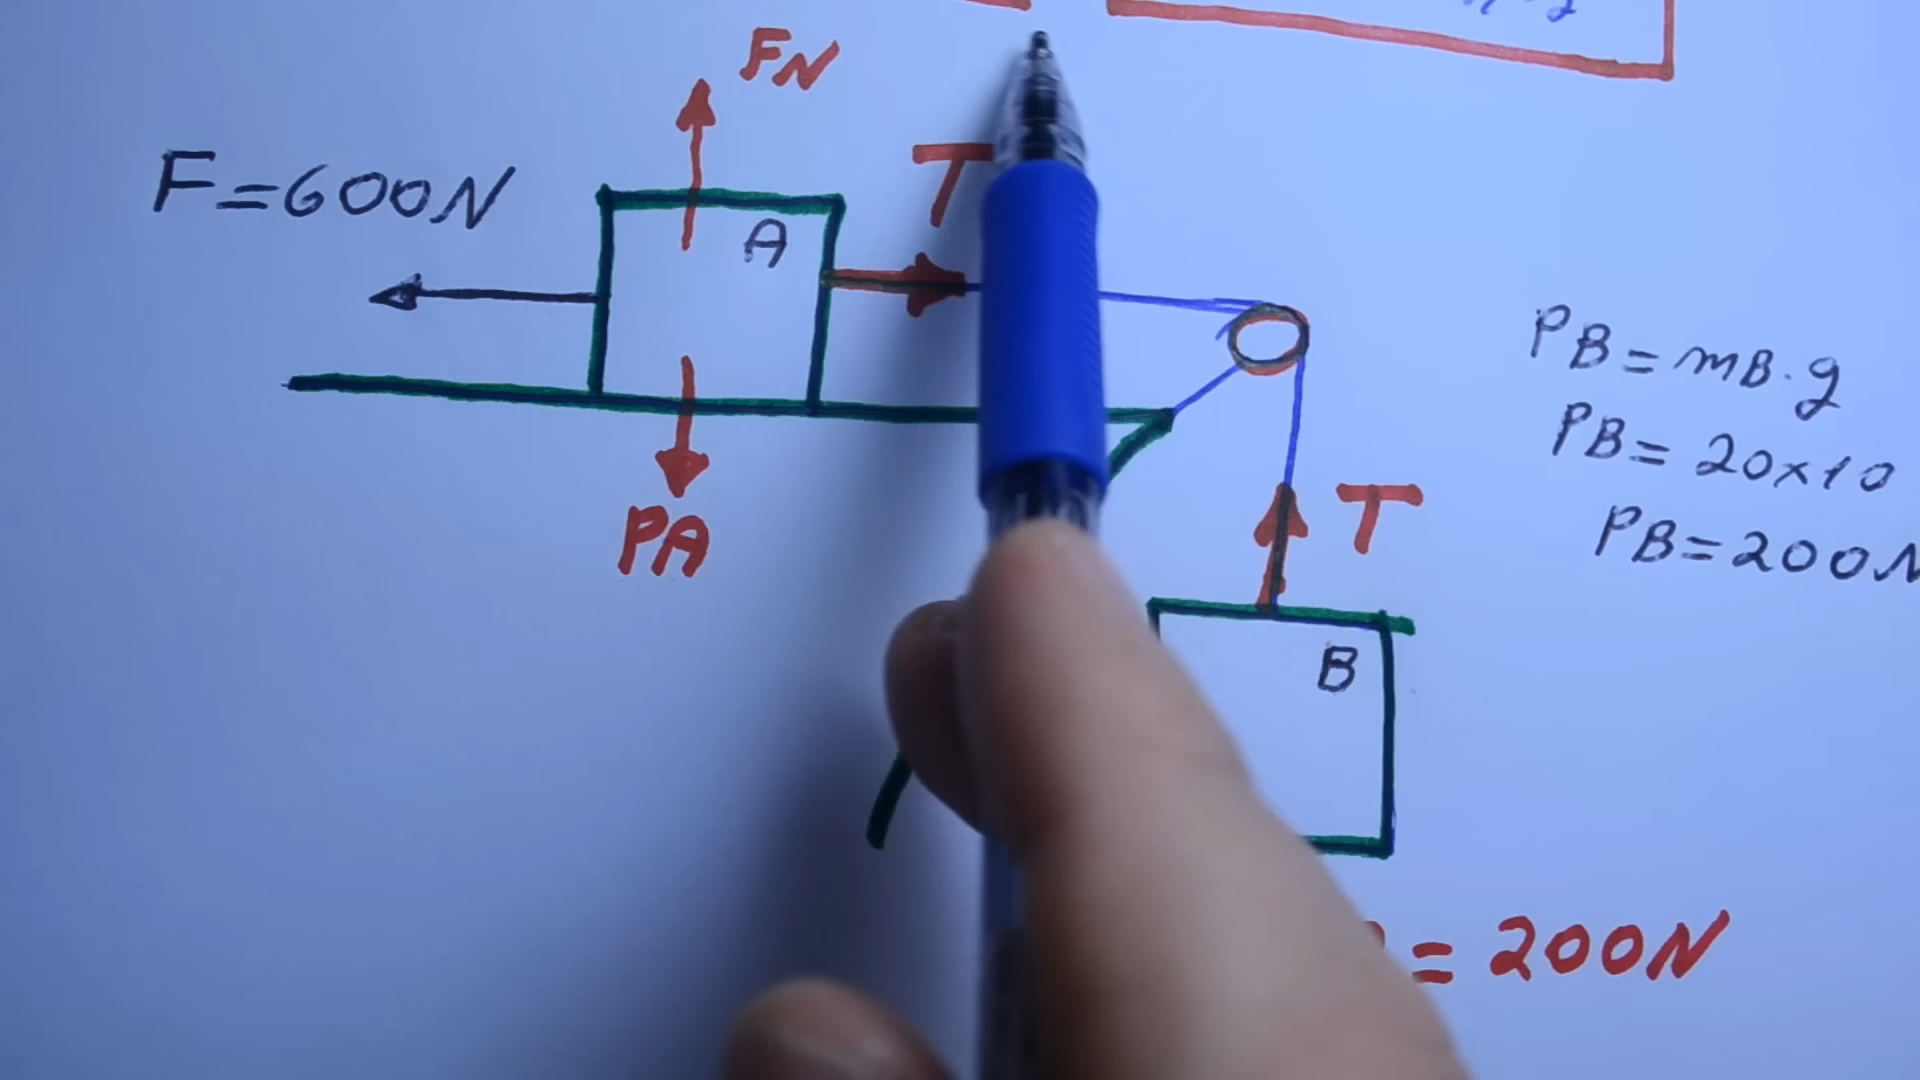 FN
F=600N
T
A
PB=mB.g
PB=20x10
PB=200N
T
PA
B
=200N